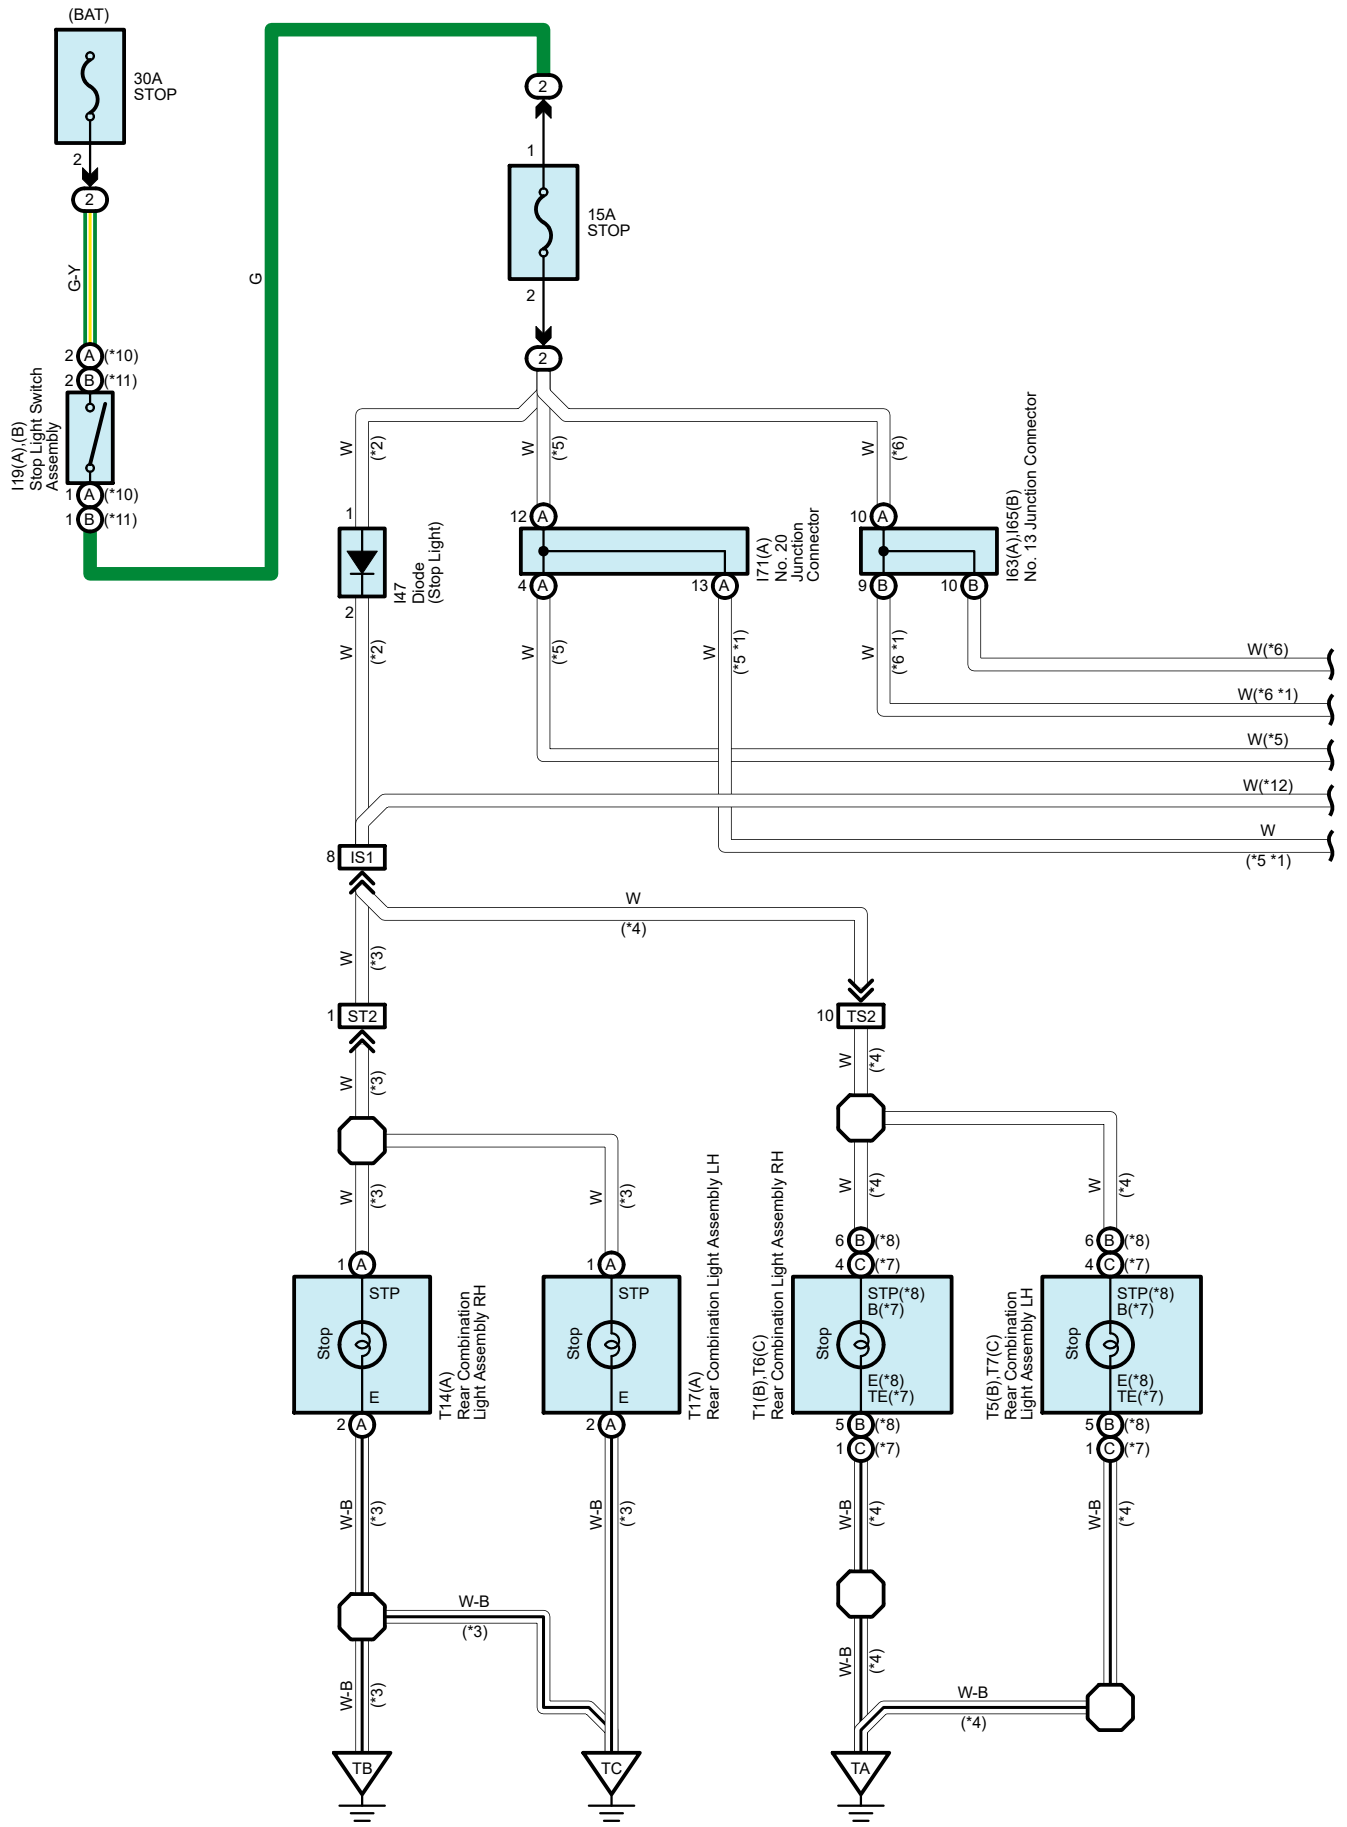 (BAT)
30A
STOP
2
2
G-Y
2 A (*10)
2 B (*11)
I19(A),(B)
Stop Light Switch
Assembly
1 A (*10)
1 B (*11)
G
2
1
15A
STOP
2
2
W
(*2)
W
(*5)
W
(*6)
1
I47
Diode
(Stop Light)
2
12 A
I71(A)
No. 20
Junction
Connector
4 A
13 A
10 A
I63(A),I65(B)
No. 13 Junction Connector
9 B
10 B
W
(*2)
W
(*5)
W
(*5 *1)
W
(*6 *1)
W(*6)
W(*6 *1)
W(*5)
W(*12)
W
(*5 *1)
8 IS1
W
(*4)
W
(*3)
1 ST2
10 TS2
W
(*3)
W
(*4)
W
(*3)
W
(*3)
W
(*4)
W
(*4)
6 B (*8)
4 C (*7)
6 B (*8)
4 C (*7)
1 A
1 A
STP
Stop
E
T14(A)
Rear Combination
Light Assembly RH
STP
Stop
E
T17(A)
Rear Combination Light Assembly LH
T1(B),T6(C)
Rear Combination Light Assembly RH
STP(*8)
B(*7)
Stop
E(*8)
TE(*7)
T5(B),T7(C)
Rear Combination
Light Assembly LH
STP(*8)
B(*7)
Stop
E(*8)
TE(*7)
2 A
2 A
5 B (*8)
1 C (*7)
5 B (*8)
1 C (*7)
W-B
(*3)
W-B
(*3)
W-B
(*4)
W-B
(*4)
W-B
(*3)
W-B
(*3)
W-B
(*4)
W-B
(*4)
TB
TC
TA